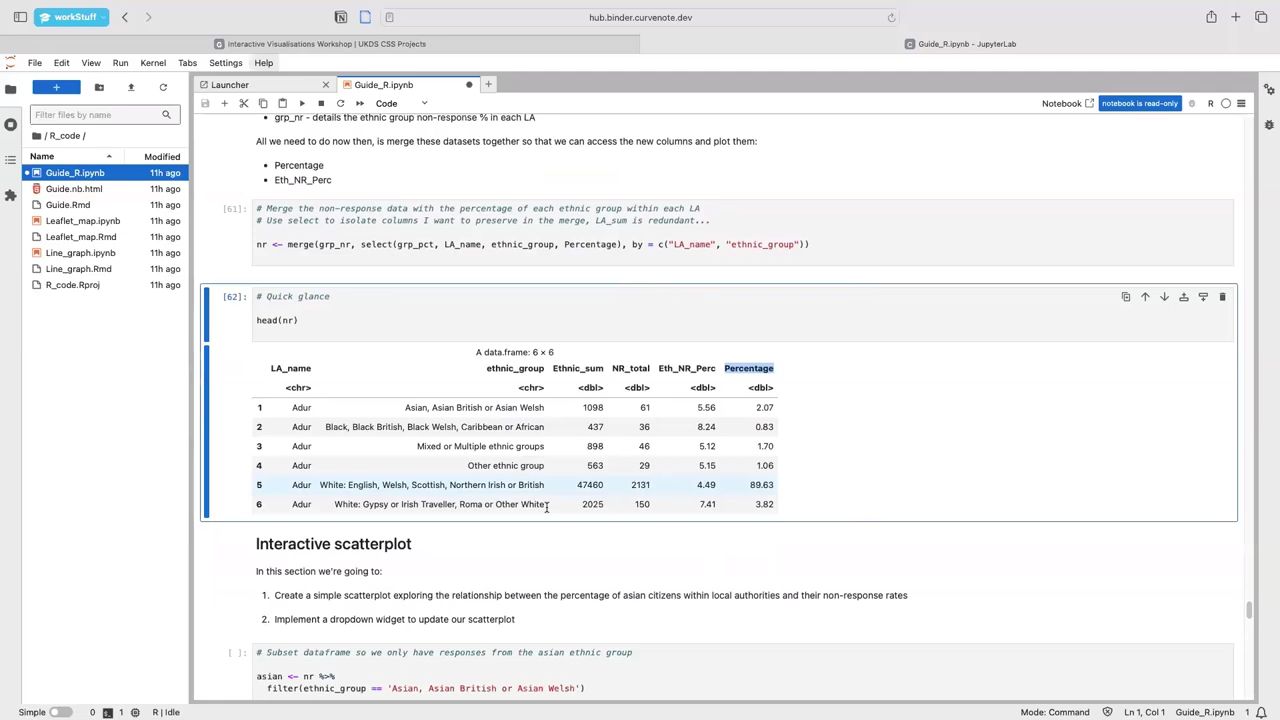 workStuff
hub.binder.curvenote.dev
Interactive Visualisations Workshop | UKDS CSS Projects
Guide_R.ipynb - JupyterLab
File Edit View Run Kernel Tabs Settings Help
Launcher
Guide_R.ipynb
Code
Notebook
notebook is read-only
R
Filter files by name
/ R_code /
Name Modified
Guide_R.ipynb 11h ago
Guide.nb.html 11h ago
Guide.Rmd 11h ago
Leaflet_map.ipynb 11h ago
Leaflet_map.Rmd 11h ago
Line_graph.ipynb 11h ago
Line_graph.Rmd 11h ago
R_code.Rproj 11h ago
• grp_nr - details the ethnic group non-response % in each LA
All we need to do now then, is merge these datasets together so that we can access the new columns and plot them:
• Percentage
• Eth_NR_Perc
[61]: # Merge the non-response data with the percentage of each ethnic group within each LA
# Use select to isolate columns I want to preserve in the merge, LA_sum is redundant...
nr <- merge(grp_nr, select(grp_pct, LA_name, ethnic_group, Percentage), by = c("LA_name", "ethnic_group"))
[62]: # Quick glance
head(nr)
A data.frame: 6 × 6
LA_name ethnic_group Ethnic_sum NR_total Eth_NR_Perc Percentage
<chr> <chr> <dbl> <dbl> <dbl> <dbl>
1 Adur Asian, Asian British or Asian Welsh 1098 61 5.56 2.07
2 Adur Black, Black British, Black Welsh, Caribbean or African 437 36 8.24 0.83
3 Adur Mixed or Multiple ethnic groups 898 46 5.12 1.70
4 Adur Other ethnic group 563 29 5.15 1.06
5 Adur White: English, Welsh, Scottish, Northern Irish or British 47460 2131 4.49 89.63
6 Adur White: Gypsy or Irish Traveller, Roma or Other White 2025 150 7.41 3.82
Interactive scatterplot
In this section we're going to:
1. Create a simple scatterplot exploring the relationship between the percentage of asian citizens within local authorities and their non-response rates
2. Implement a dropdown widget to update our scatterplot
[ ]: # Subset dataframe so we only have responses from the asian ethnic group
asian <- nr %>%
filter(ethnic_group == 'Asian, Asian British or Asian Welsh')
Simple 0 1 R | Idle
Mode: Command Ln 1, Col 1 Guide_R.ipynb 1